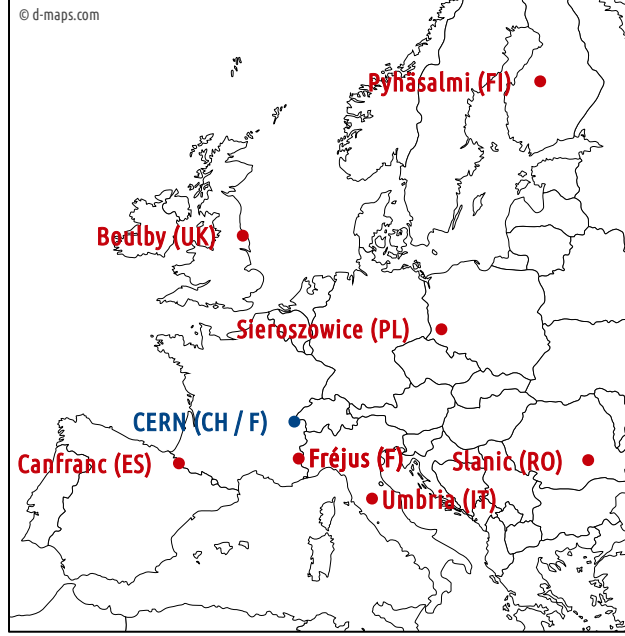 © d-maps.com
Pyhäsalmi (FI)
Boulby (UK)
Sieroszowice (PL)
CERN (CH / F)
Canfranc (ES)
Fréjus (F)
Slanic (RO)
Umbria (IT)